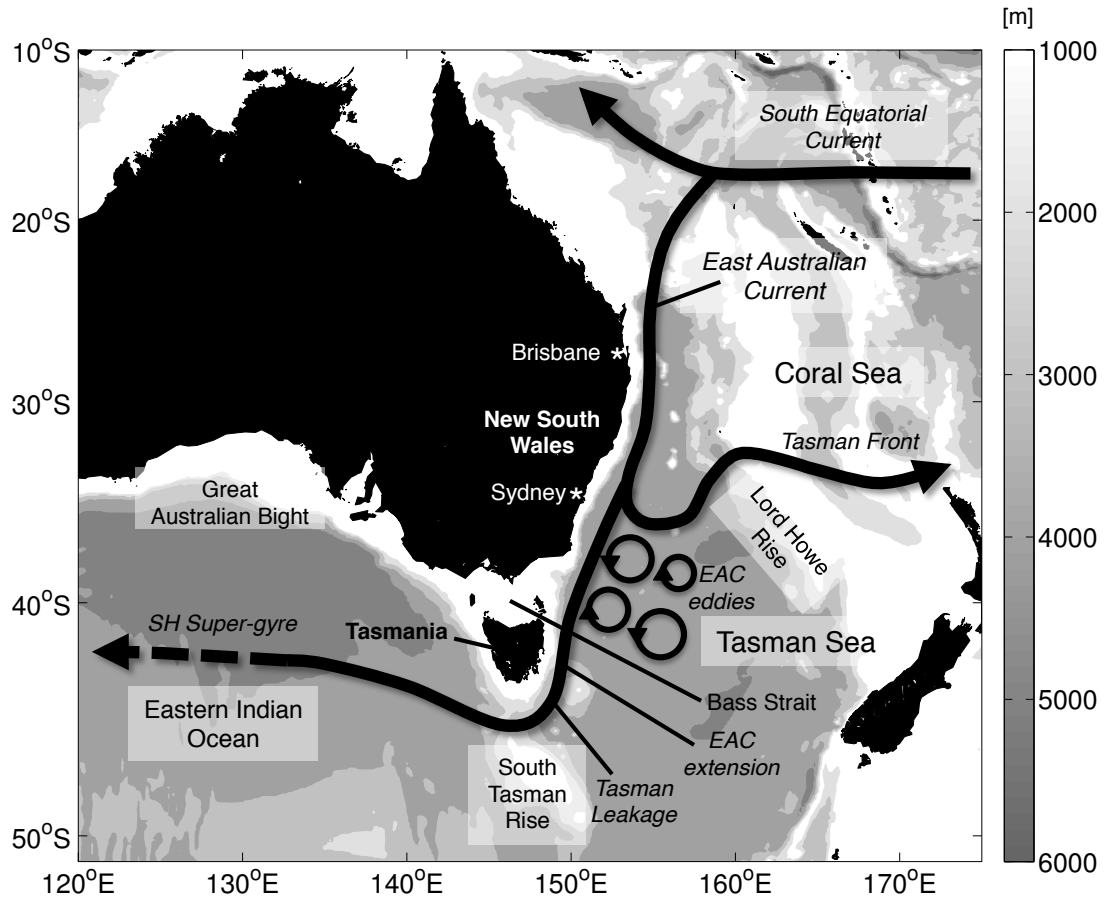 [m]
10°S
20°S
30°S
40°S
50°S
120°E
130°E
140°E
150°E
160°E
170°E
1000
2000
3000
4000
5000
6000
South Equatorial
Current
East Australian
Current
Brisbane *
Coral Sea
New South
Wales
Tasman Front
Sydney *
Great
Australian Bight
Lord Howe
Rise
EAC
eddies
SH Super-gyre
Tasmania
Tasman Sea
Eastern Indian
Ocean
Bass Strait
EAC
extension
South
Tasman
Rise
Tasman
Leakage